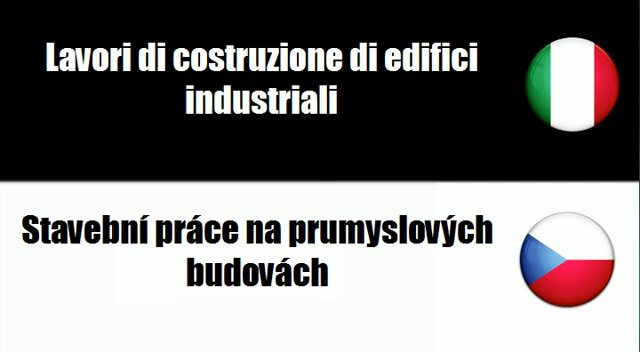 Lavori di costruzione di edifici
industriali
Stavební práce na prumyslových
budovách